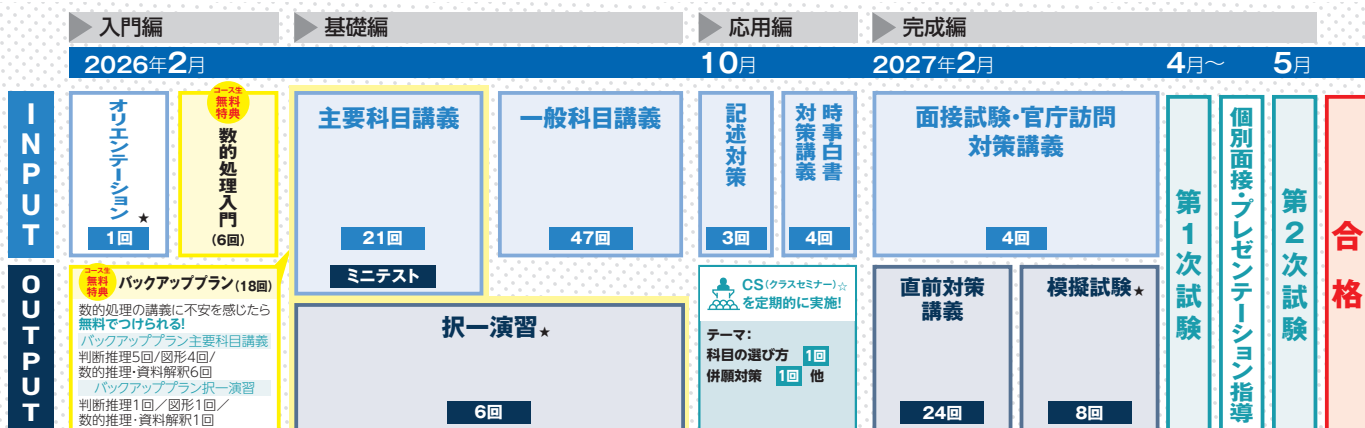 入門編
基礎編
応用編
完成編
2026年2月
10月
2027年2月
4月～
5月
INPUT
オリエンテーション★
1回
コース生
無料
特典
数的処理入門
(6回)
主要科目講義
21回
ミニテスト
一般科目講義
47回
記述対策
3回
時事白書
対策講義
4回
面接試験・官庁訪問
対策講義
4回
第1次試験
個別面接・プレゼンテーション指導
第2次試験
合格
OUTPUT
コース生
無料
特典
バックアッププラン(18回)
数的処理の講義に不安を感じたら
無料でつけられる!
バックアッププラン主要科目講義
判断推理5回/図形4回/
数的推理・資料解釈6回
バックアッププラン択一演習
判断推理1回／図形1回／
数的推理・資料解釈1回
択一演習★
6回
CS(クラスセミナー)☆
を定期的に実施!
テーマ：
科目の選び方 1回
併願対策 1回 他
直前対策
講義
24回
模擬試験★
8回